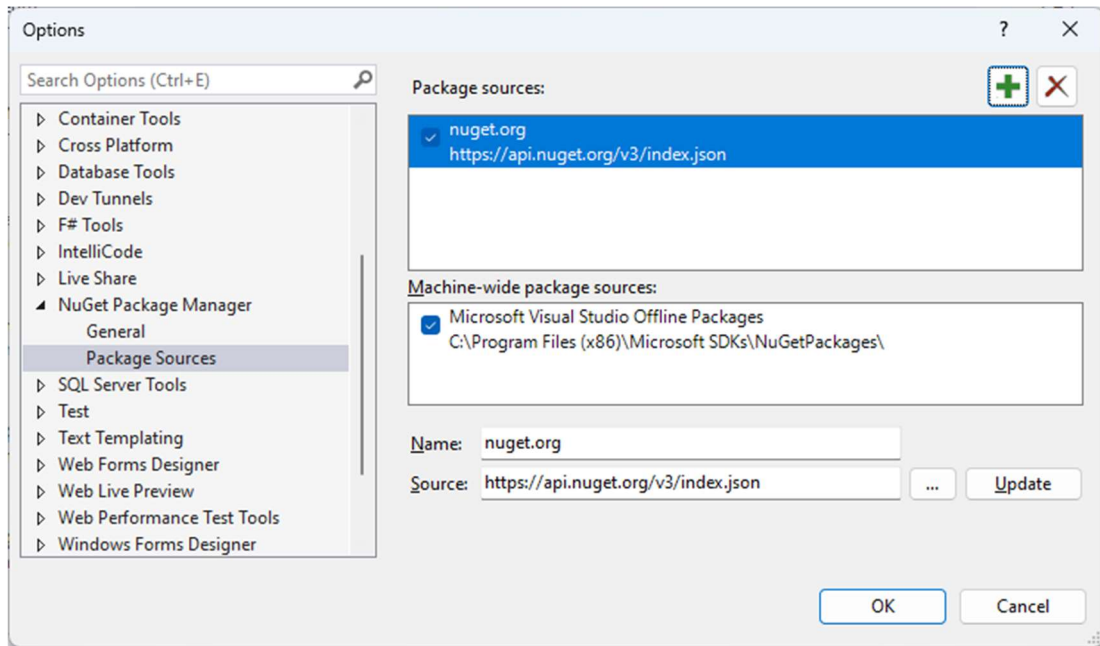 Options
?
Search Options (Ctrl+E)
Container Tools
Cross Platform
Database Tools
Dev Tunnels
F# Tools
IntelliCode
Live Share
NuGet Package Manager
General
Package Sources
SQL Server Tools
Test
Text Templating
Web Forms Designer
Web Live Preview
Web Performance Test Tools
Windows Forms Designer
Package sources:
nuget.org
https://api.nuget.org/v3/index.json
Machine-wide package sources:
Microsoft Visual Studio Offline Packages
C:\Program Files (x86)\Microsoft SDKs\NuGetPackages\
Name: nuget.org
Source: https://api.nuget.org/v3/index.json ... Update
OK Cancel